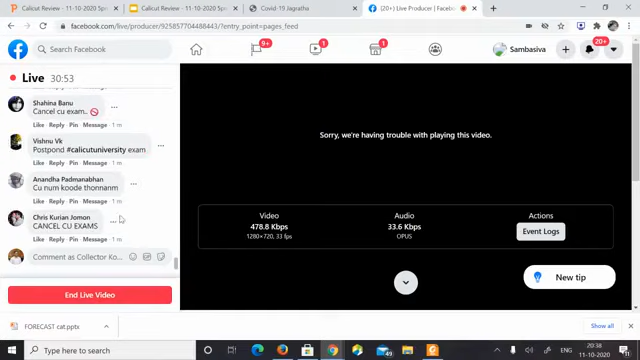 Calicut Review - 11-10-2020 Spe
Calicut Review - 11-10-2020 Spe
Covid-19 Jagratha
(20+) Live Producer | Facebook
facebook.com/live/producer/925857704488443/?entry_point=pages_feed
Search Facebook
9+
1
1
Sambasiva
20+
Live 30:53
Shahina Banu
Cancel cu exam..
Like · Reply · Pin · Message · 1 m
Vishnu Vk
Postpond #calicutuniversity exam
Like · Reply · Pin · Message · 1 m
Anandha Padmanabhan
Cu num koode thonnanm
Like · Reply · Pin · Message · 1 m
Chris Kurian Jomon
CANCEL CU EXAMS
Like · Reply · Pin · Message · 1 m
Comment as Collector Ko...
End Live Video
Sorry, we're having trouble with playing this video.
Video
478.8 Kbps
1280×720, 33 fps
Audio
33.6 Kbps
OPUS
Actions
Event Logs
New tip
FORECAST cat.pptx
Show all
Type here to search
49
ENG
20:38
11-10-2020